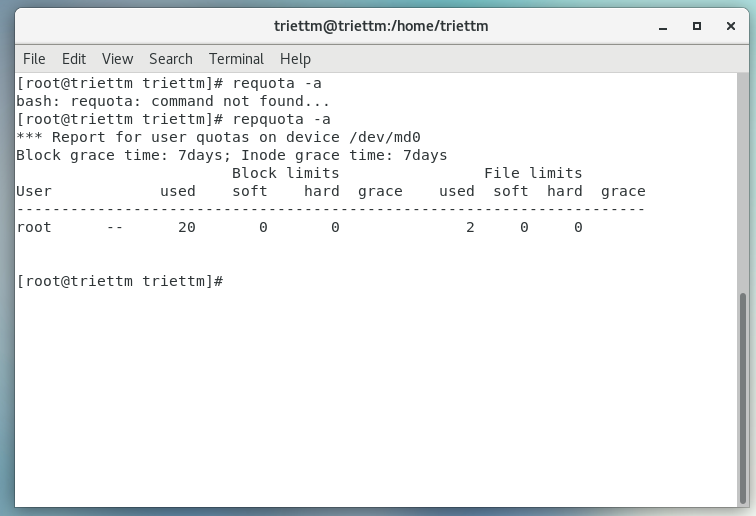 triettm@triettm:/home/triettm
File Edit View Search Terminal Help
[root@triettm triettm]# requota -a
bash: requota: command not found...
[root@triettm triettm]# repquota -a
*** Report for user quotas on device /dev/md0
Block grace time: 7days; Inode grace time: 7days
                        Block limits                File limits
User            used    soft    hard  grace    used  soft  hard  grace
----------------------------------------------------------------------
root      --      20       0       0              2     0     0
[root@triettm triettm]#